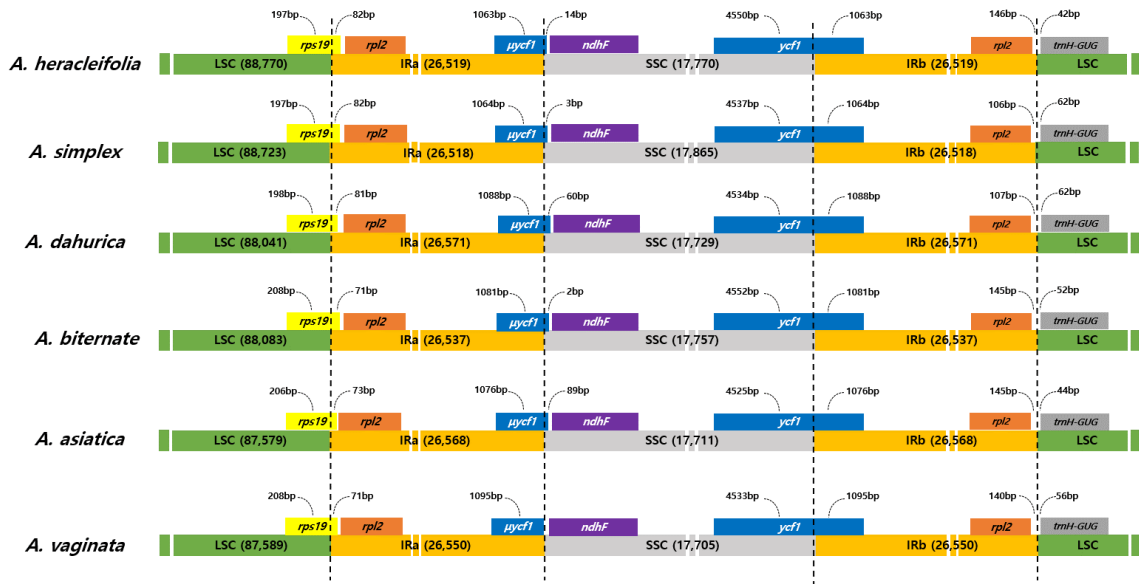 197bp 82bp 1063bp 14bp 4550bp 1063bp 146bp 42bp
rps19 rpl2 μycf1 ndhF ycf1 rpl2 trnH-GUG
A. heracleifolia LSC (88,770) IRa (26,519) SSC (17,770) IRb (26,519) LSC
197bp 82bp 1064bp 3bp 4537bp 1064bp 106bp 62bp
rps19 rpl2 μycf1 ndhF ycf1 rpl2 trnH-GUG
A. simplex LSC (88,723) IRa (26,518) SSC (17,865) IRb (26,518) LSC
198bp 81bp 1088bp 60bp 4534bp 1088bp 107bp 62bp
rps19 rpl2 μycf1 ndhF ycf1 rpl2 trnH-GUG
A. dahurica LSC (88,041) IRa (26,571) SSC (17,729) IRb (26,571) LSC
208bp 71bp 1081bp 2bp 4552bp 1081bp 145bp 52bp
rps19 rpl2 μycf1 ndhF ycf1 rpl2 trnH-GUG
A. biternate LSC (88,083) IRa (26,537) SSC (17,757) IRb (26,537) LSC
206bp 73bp 1076bp 89bp 4525bp 1076bp 145bp 44bp
rps19 rpl2 μycf1 ndhF ycf1 rpl2 trnH-GUG
A. asiatica LSC (87,579) IRa (26,568) SSC (17,711) IRb (26,568) LSC
208bp 71bp 1095bp 4533bp 1095bp 140bp 56bp
rps19 rpl2 μycf1 ndhF ycf1 rpl2 trnH-GUG
A. vaginata LSC (87,589) IRa (26,550) SSC (17,705) IRb (26,550) LSC